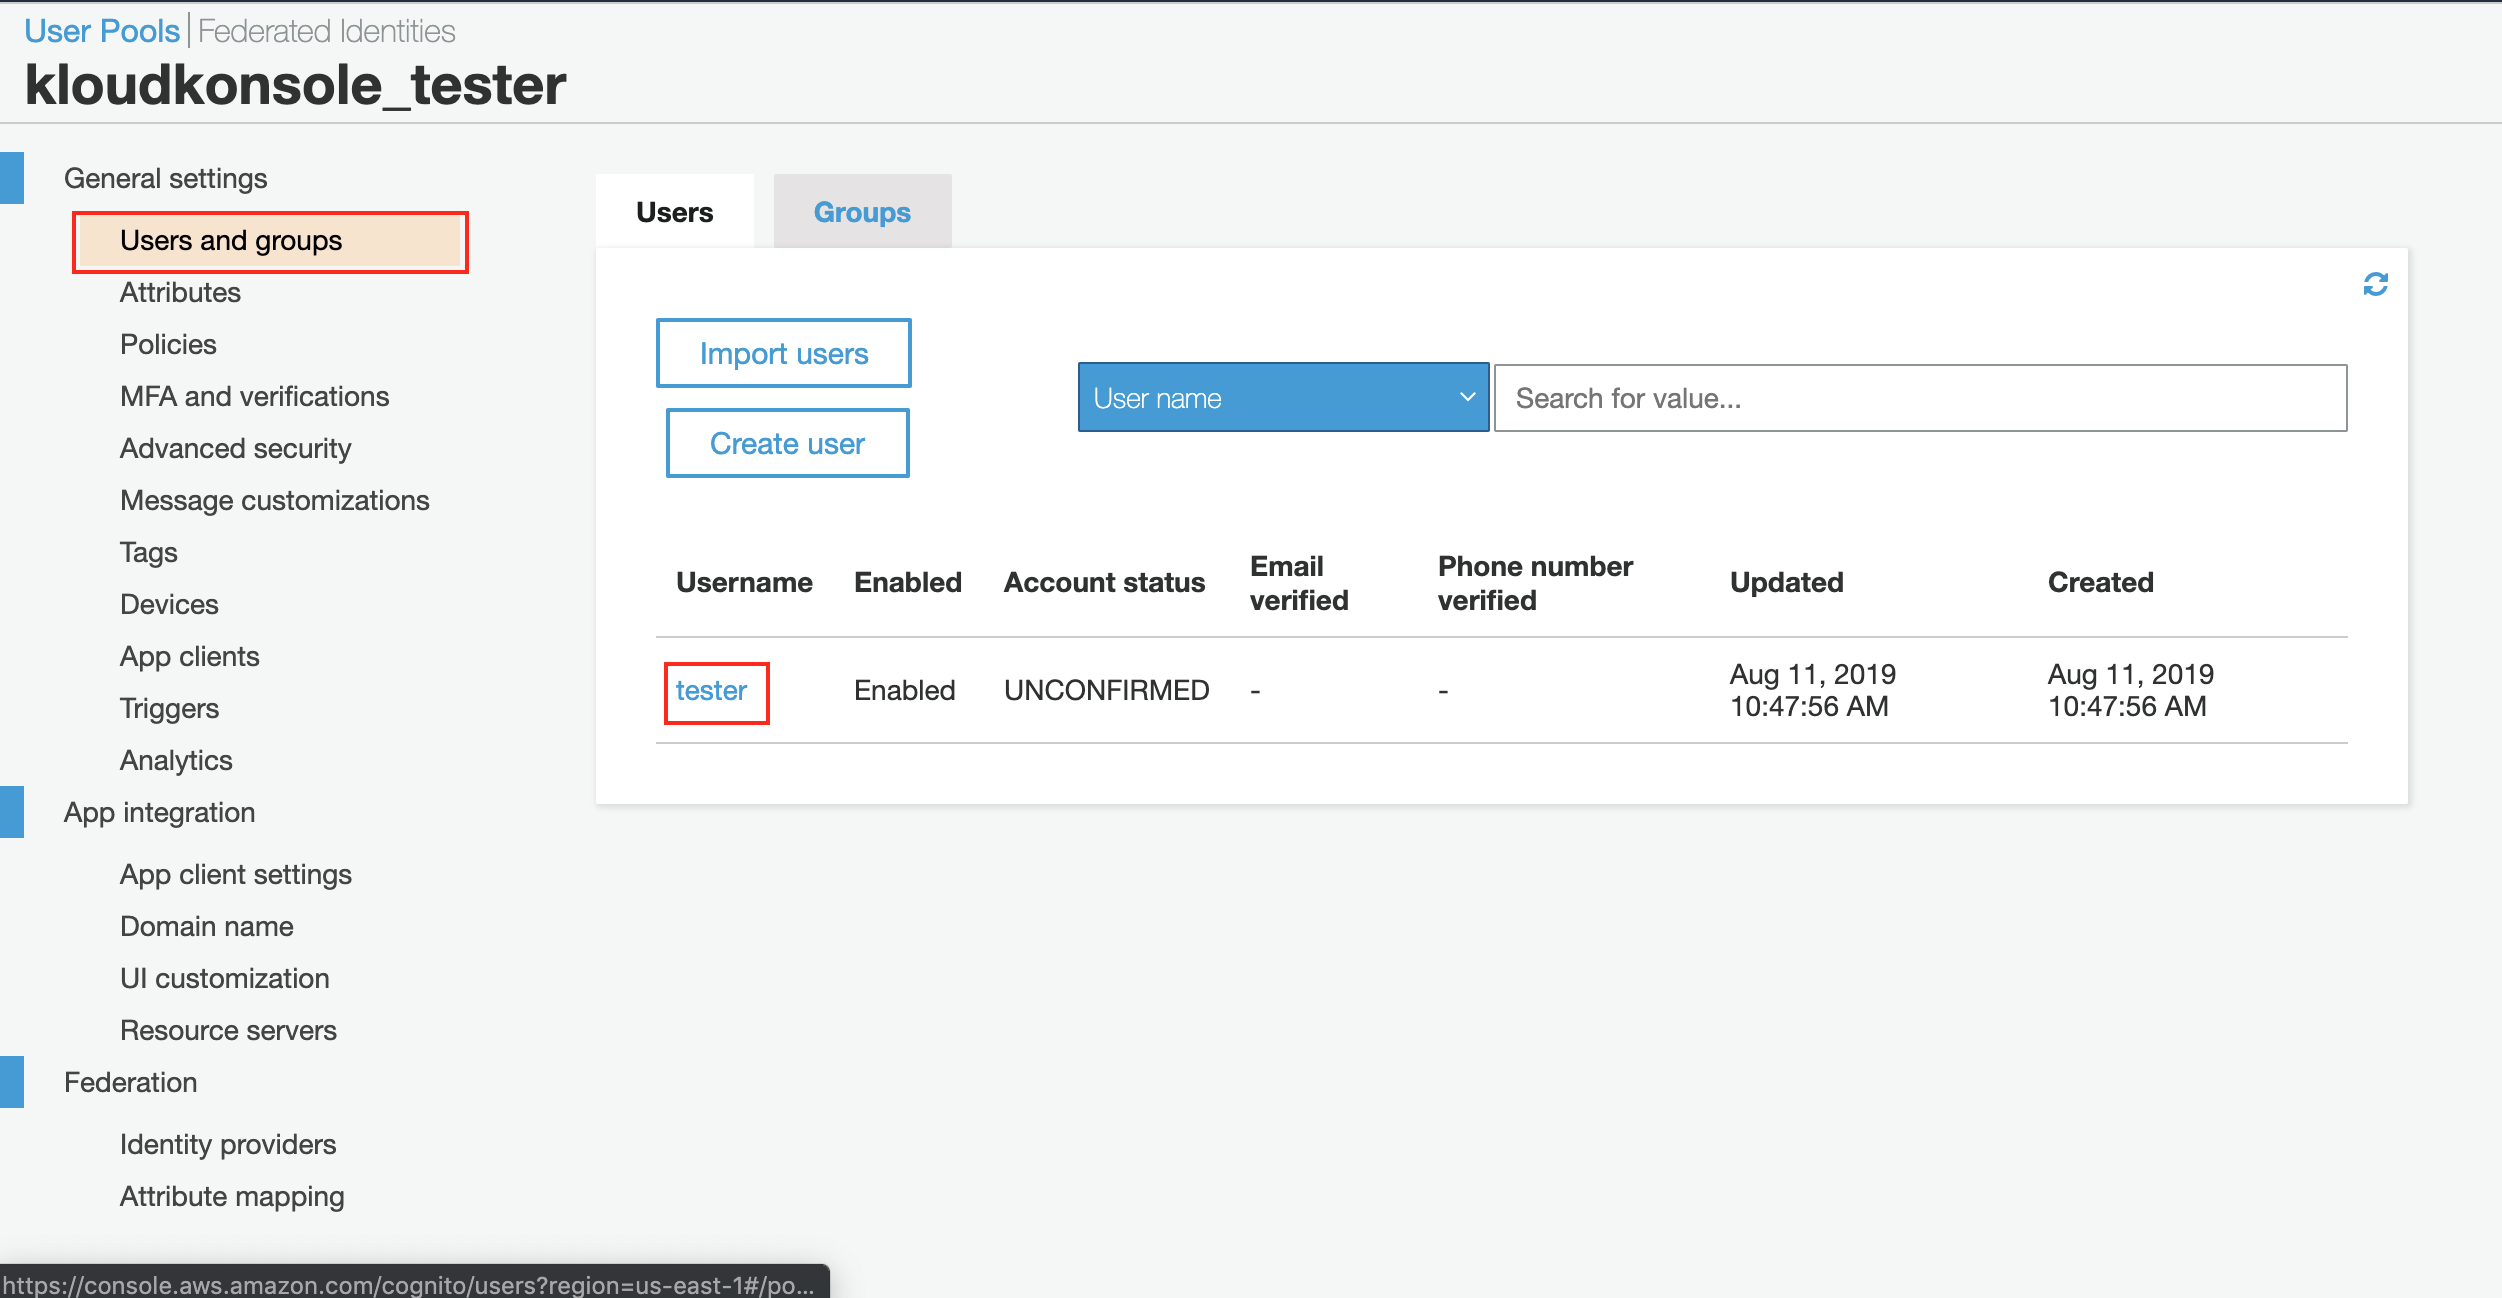 User Pools | Federated Identities
kloudkonsole_tester
General settings
Users and groups
Attributes
Policies
MFA and verifications
Advanced security
Message customizations
Tags
Devices
App clients
Triggers
Analytics
App integration
App client settings
Domain name
UI customization
Resource servers
Federation
Identity providers
Attribute mapping
Users Groups
Import users
Create user
User name Search for value...
Username Enabled Account status Email verified Phone number verified Updated Created
tester Enabled UNCONFIRMED - - Aug 11, 2019 10:47:56 AM Aug 11, 2019 10:47:56 AM
https://console.aws.amazon.com/cognito/users?region=us-east-1#/po...